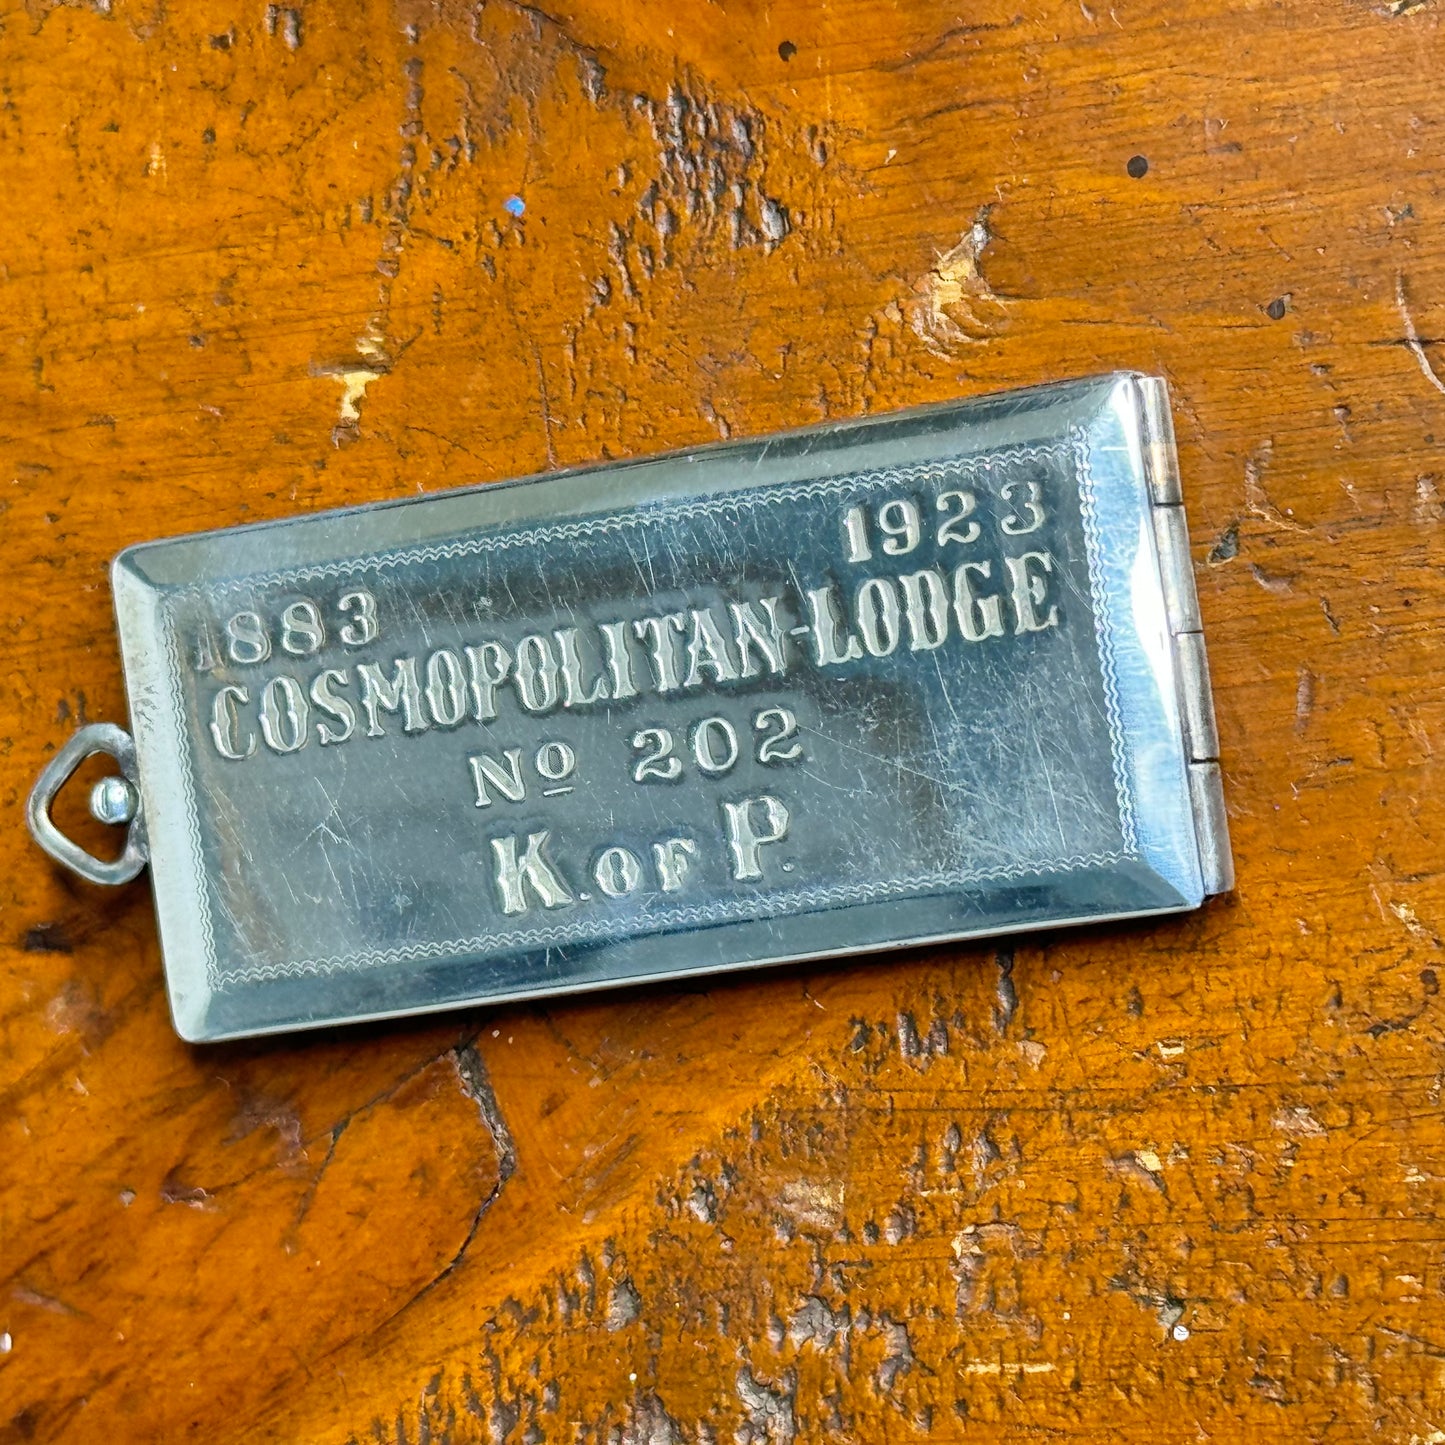 1883 1923
COSMOPOLITAN-LODGE
No 202
K. OF P.